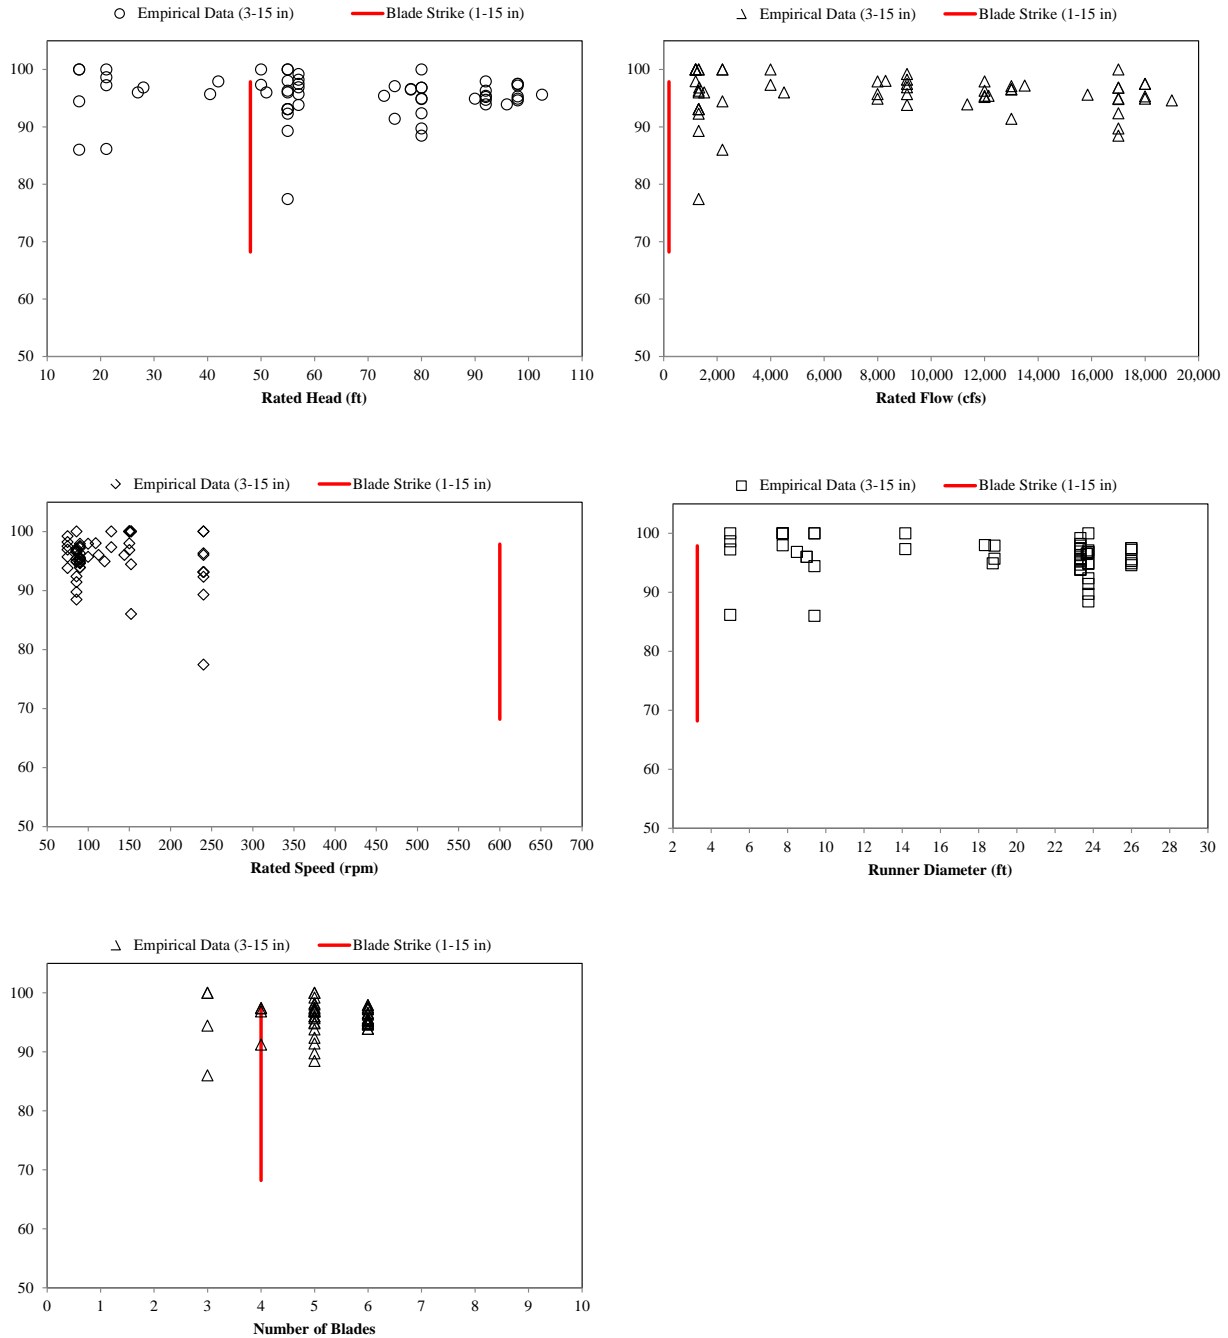 Empirical Data (3-15 in) Blade Strike (1-15 in)
100
90
80
70
60
50
10 20 30 40 50 60 70 80 90 100 110
Rated Head (ft)
Empirical Data (3-15 in) Blade Strike (1-15 in)
100
90
80
70
60
50
0 2,000 4,000 6,000 8,000 10,000 12,000 14,000 16,000 18,000 20,000
Rated Flow (cfs)
Empirical Data (3-15 in) Blade Strike (1-15 in)
100
90
80
70
60
50
50 100 150 200 250 300 350 400 450 500 550 600 650 700
Rated Speed (rpm)
Empirical Data (3-15 in) Blade Strike (1-15 in)
100
90
80
70
60
50
2 4 6 8 10 12 14 16 18 20 22 24 26 28 30
Runner Diameter (ft)
Empirical Data (3-15 in) Blade Strike (1-15 in)
100
90
80
70
60
50
0 1 2 3 4 5 6 7 8 9 10
Number of Blades